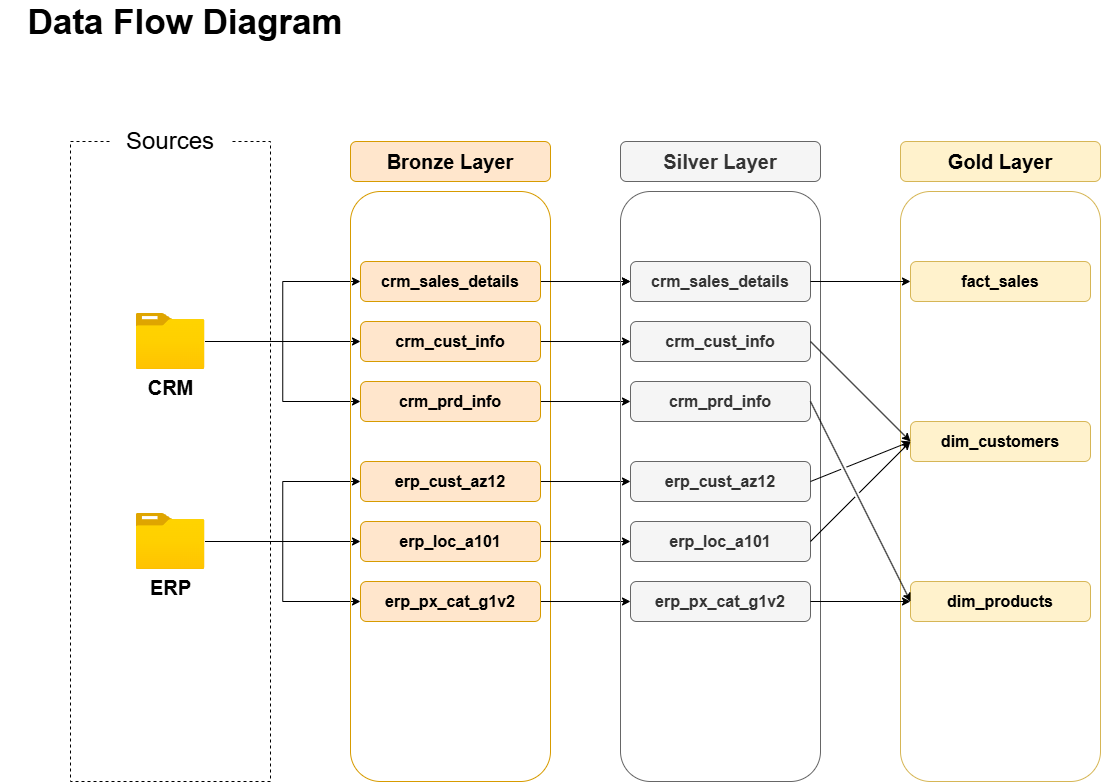 Data Flow Diagram
Sources
Bronze Layer
Silver Layer
Gold Layer
crm_sales_details
crm_sales_details
fact_sales
crm_cust_info
crm_cust_info
CRM
crm_prd_info
crm_prd_info
dim_customers
erp_cust_az12
erp_cust_az12
erp_loc_a101
erp_loc_a101
ERP
erp_px_cat_g1v2
erp_px_cat_g1v2
dim_products